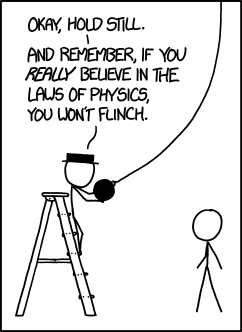 OKAY, HOLD STILL.
AND REMEMBER, IF YOU
REALLY BELIEVE IN THE
LAWS OF PHYSICS,
YOU WON'T FLINCH.